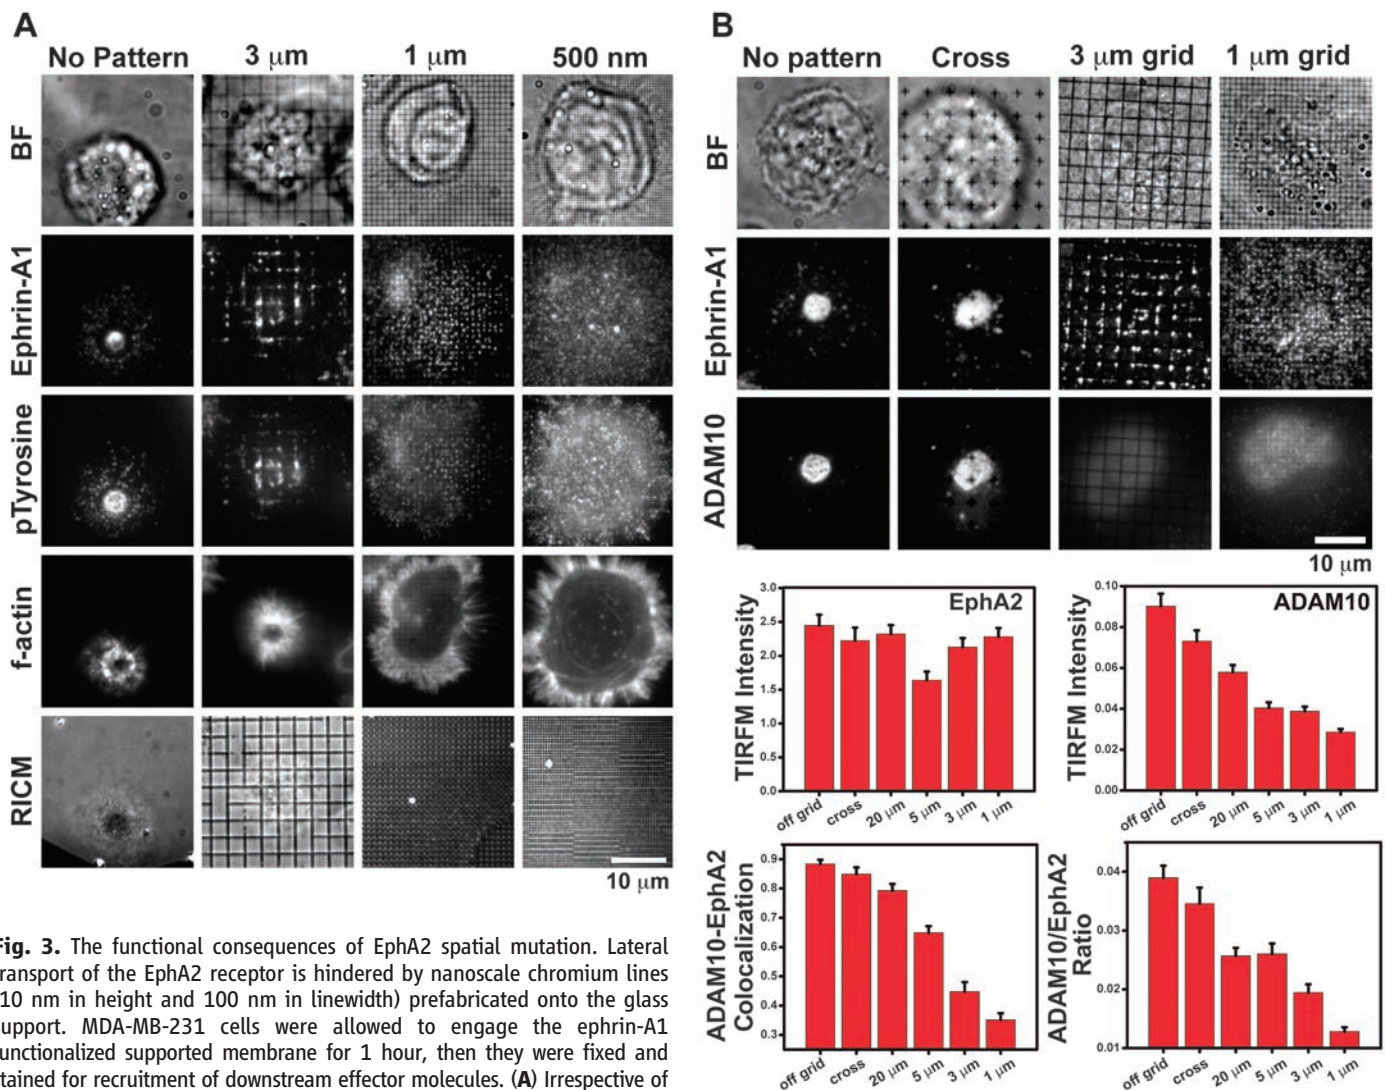 A
No Pattern 3 μm 1 μm 500 nm
BF
Ephrin-A1
pTyrosine
f-actin
RICM
10 μm
B
No pattern Cross 3 μm grid 1 μm grid
BF
Ephrin-A1
ADAM10
10 μm
TIRFM Intensity
EphA2
3.0
2.5
2.0
1.5
1.0
0.5
0.0
off grid cross 20 μm 5 μm 3 μm 1 μm
TIRFM Intensity
ADAM10
0.10
0.08
0.06
0.04
0.02
0.00
off grid cross 20 μm 5 μm 3 μm 1 μm
ADAM10-EphA2
Colocalization
0.9
0.8
0.7
0.6
0.5
0.4
0.3
off grid cross 20 μm 5 μm 3 μm 1 μm
ADAM10/EphA2
Ratio
0.04
0.03
0.02
0.01
off grid cross 20 μm 5 μm 3 μm 1 μm
Fig. 3. The functional consequences of EphA2 spatial mutation. Lateral
ransport of the EphA2 receptor is hindered by nanoscale chromium lines
10 nm in height and 100 nm in linewidth) prefabricated onto the glass
upport. MDA-MB-231 cells were allowed to engage the ephrin-A1
unctionalized supported membrane for 1 hour, then they were fixed and
tained for recruitment of downstream effector molecules. (A) Irrespective of